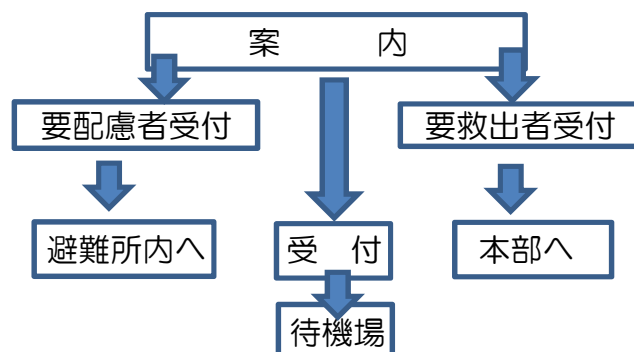 案　　内
要配慮者受付
要救出者受付
避難所内へ
受　付
本部へ
待機場